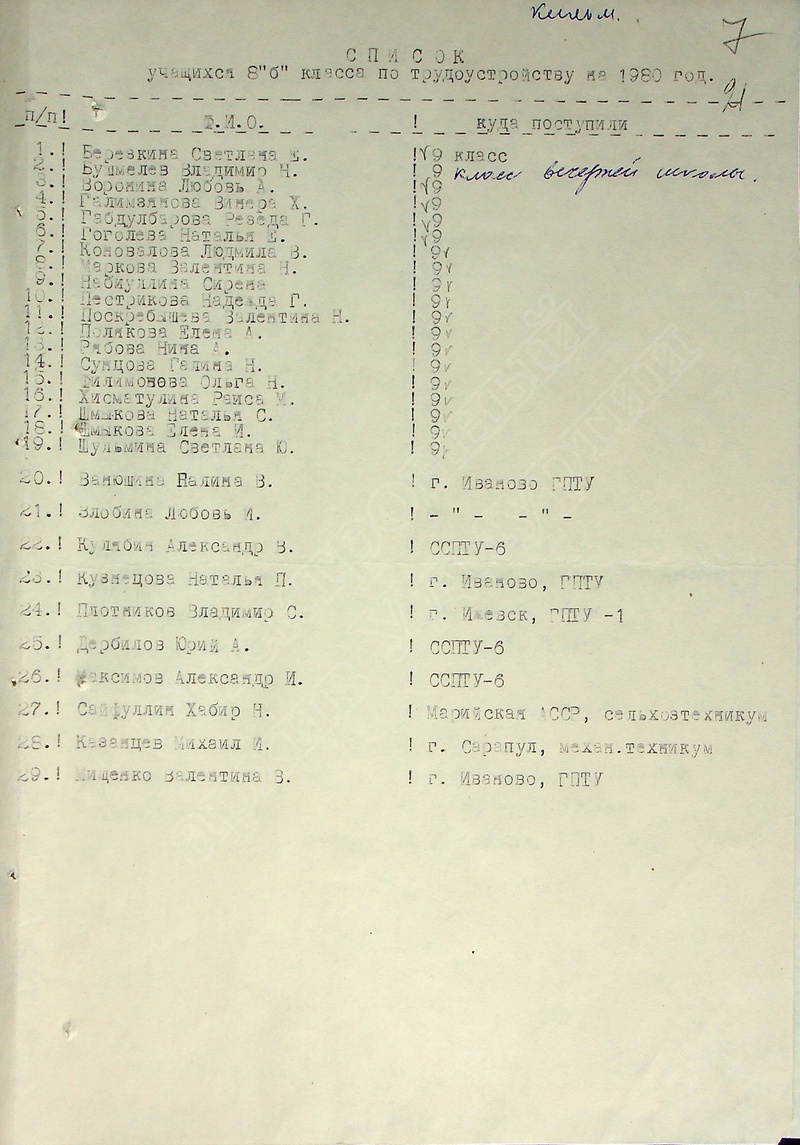 7
СПИСОК
учащихся 8"б" класса по трудоустройству на 1980 год.
п/п! Ф.И.О. ! куда поступили
1.! Березкина Светлана Е. ! 9 класс
2.! Бушмелев Владимир Н. ! 9 класс вечерней школы.
3.! Воронина Любовь А. ! 9
4.! Галимзянова Винера Х. ! 9
5.! Габдулбарова Резеда Г. ! 9
6.! Гоголева Наталья Е. ! 9
7.! Коновалова Людмила В. ! 9
8.! Маркова Валентина Н. ! 9
9.! Набиуллина Сирена ! 9
10.! Пестрикова Надежда Г. ! 9
11.! Поскребышева Валентина Н. ! 9
12.! Полякова Елена А. ! 9
13.! Рябова Нина А. ! 9
14.! Сунцова Галина Н. ! 9
15.! Филимонова Ольга Н. ! 9
16.! Хисматулина Раиса ! 9
17.! Шмакова Наталья С. ! 9
18.! Шмакова Елена И. ! 9
19.! Шульмина Светлана Ю. ! 9
20.! Ванюшина Галина В. ! г. Иваново ГПТУ
21.! Злобина Любовь И. ! - " - - " -
22.! Кулябин Александр В. ! ССПТУ-6
23.! Кузнецова Наталья П. ! г. Иваново, ГПТУ
24.! Плотников Владимир С. ! г. Ижевск, ГПТУ -1
25.! Дербилов Юрий А. ! ССПТУ-6
26.! Максимов Александр И. ! ССПТУ-6
27.! Сайфуллин Хабир Н. ! Марийская АССР, сельхозтехникум
28.! Казанцев Михаил И. ! г. Сарапул, механ.техникум
29.! Валентина В. ! г. Иваново, ГПТУ